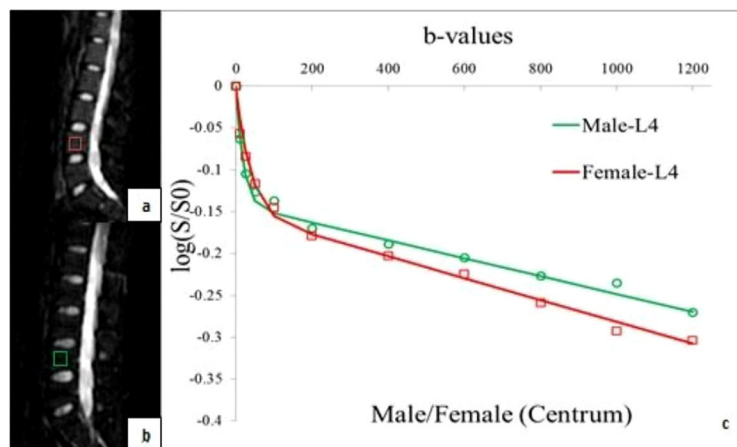 a
b
b-values
0 200 400 600 800 1000 1200
0
-0.05
-0.1
-0.15
-0.2
-0.25
-0.3
-0.35
-0.4
log(S/S0)
Male-L4
Female-L4
Male/Female (Centrum)
c